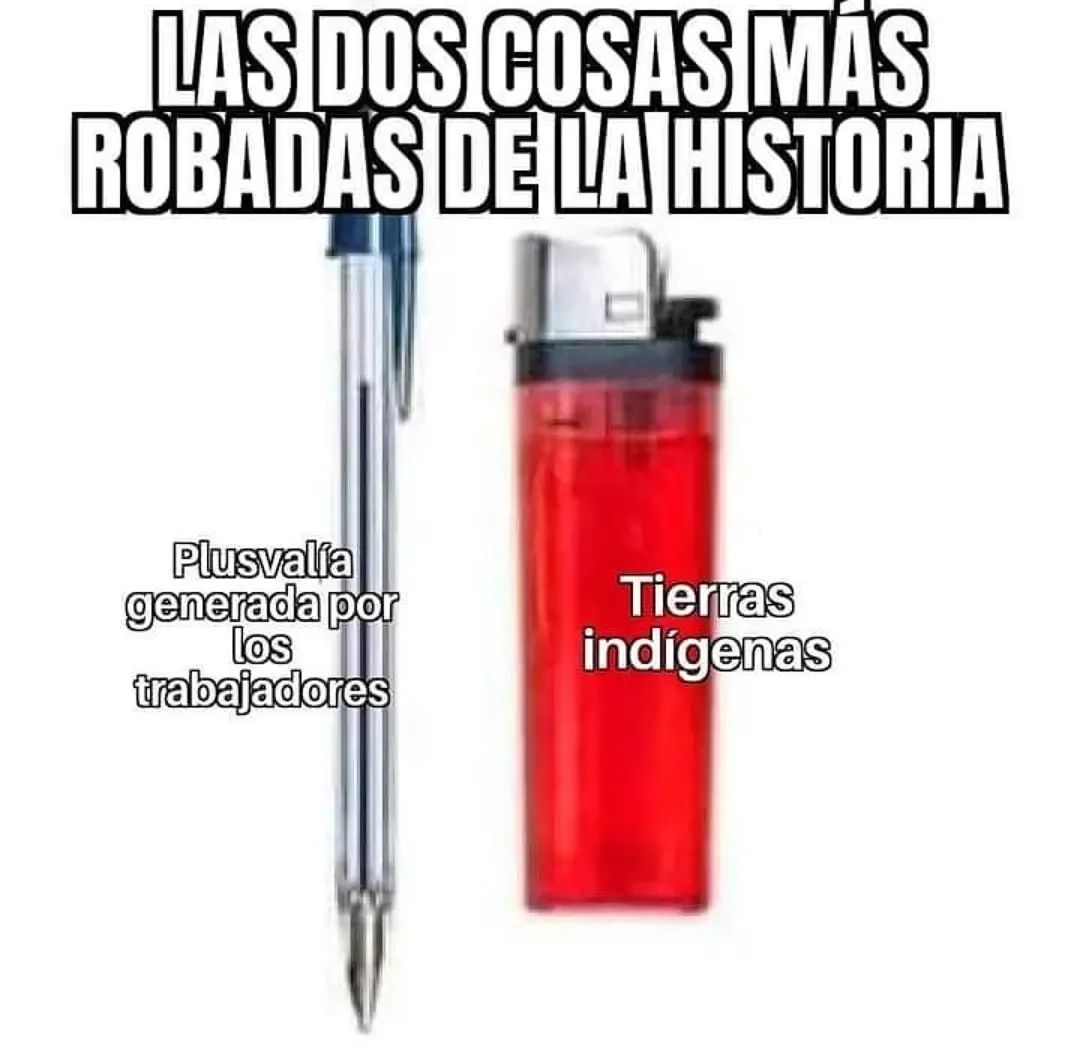 LAS DOS COSAS MÁS
ROBADAS DE LA HISTORIA
Plusvalía
generada por
los
trabajadores
Tierras
indígenas